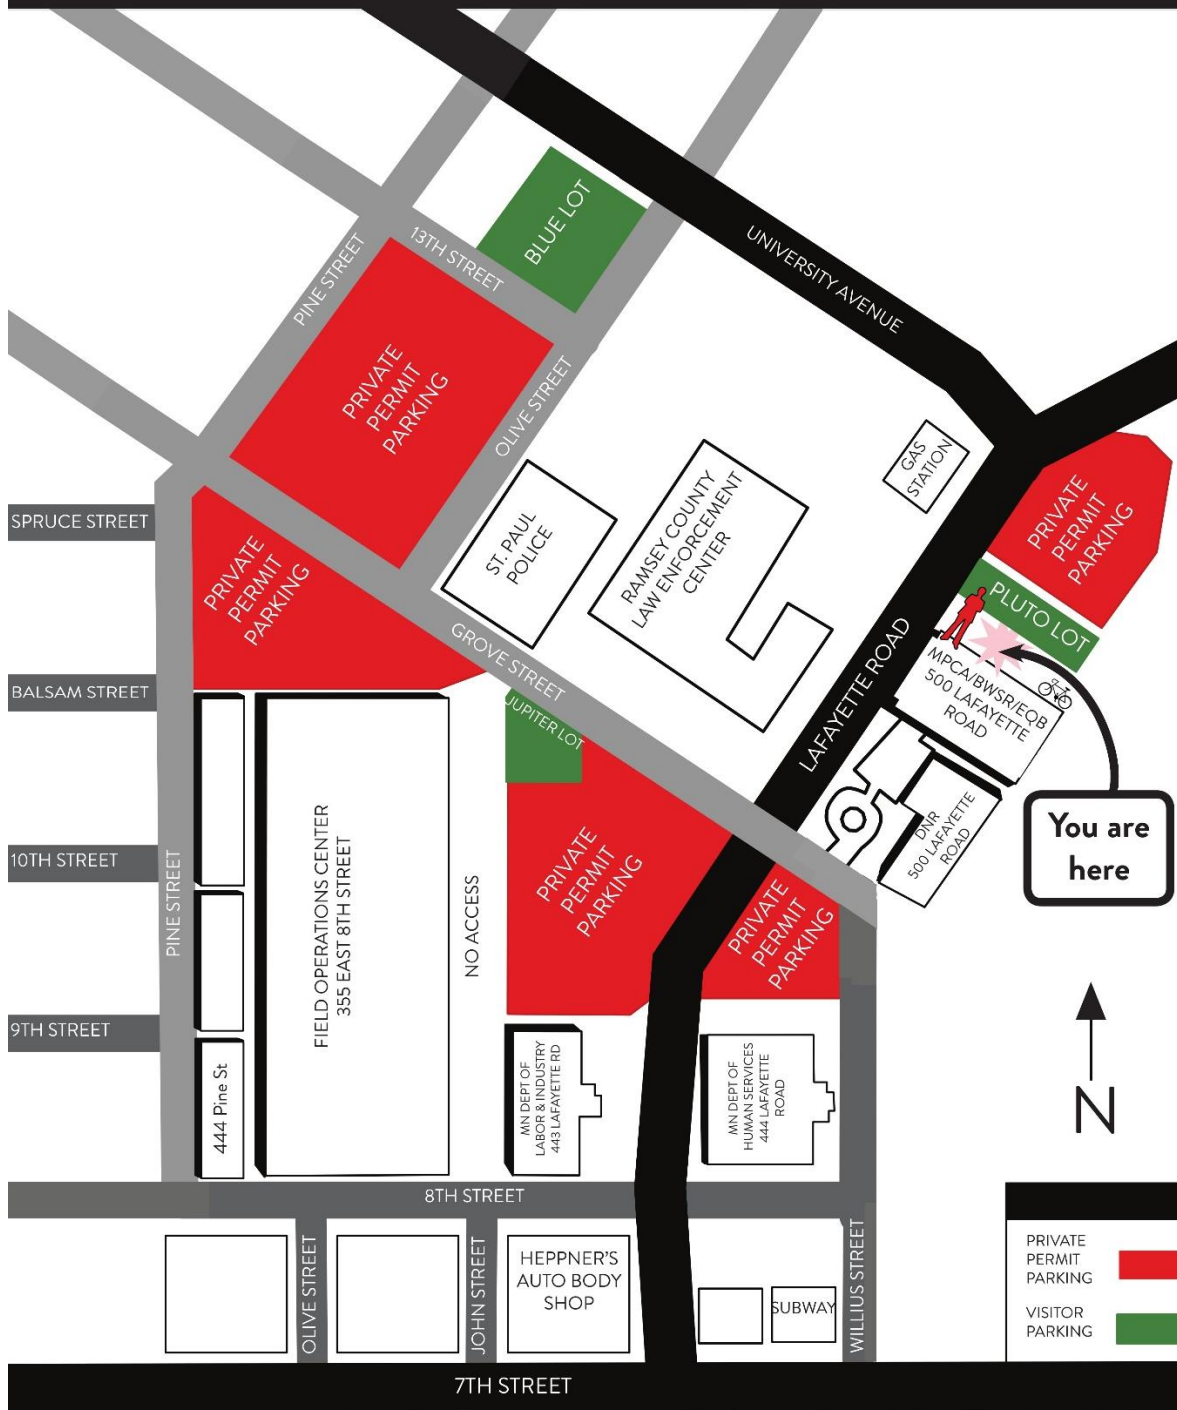 BLUE LOT
UNIVERSITY AVENUE
13TH STREET
PINE STREET
PRIVATE
PERMIT
PARKING
OLIVE STREET
GAS
STATION
PRIVATE
PERMIT
PARKING
SPRUCE STREET
ST. PAUL
POLICE
RAMSEY COUNTY
LAW ENFORCEMENT
CENTER
PRIVATE
PERMIT
PARKING
PLUTO LOT
GROVE STREET
LAFAYETTE ROAD
MPCA/BWSR/EQB
500 LAFAYETTE
ROAD
BALSAM STREET
JUPITER LOT
DNR
500 LAFAYETTE
ROAD
You are
here
10TH STREET
PINE STREET
FIELD OPERATIONS CENTER
355 EAST 8TH STREET
NO ACCESS
PRIVATE
PERMIT
PARKING
PRIVATE
PERMIT
PARKING
9TH STREET
444 Pine St
MN DEPT OF
LABOR & INDUSTRY
443 LAFAYETTE RD
MN DEPT OF
HUMAN SERVICES
444 LAFAYETTE
ROAD
N
8TH STREET
OLIVE STREET
JOHN STREET
HEPPNER'S
AUTO BODY
SHOP
SUBWAY
WILLIUS STREET
PRIVATE
PERMIT
PARKING
VISITOR
PARKING
7TH STREET